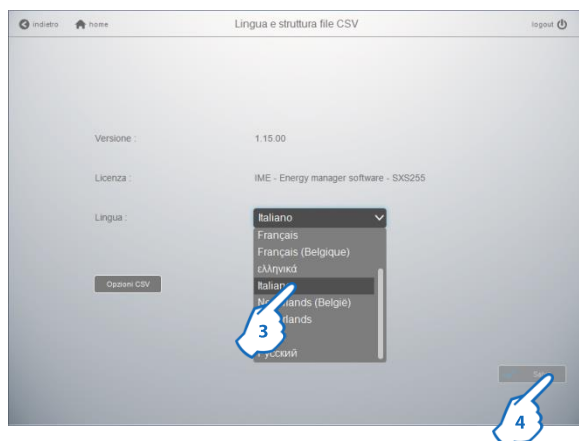 indietro home Lingua e struttura file CSV logout
Versione : 1.15.00
Licenza : IME - Energy manager software - SXS255
Lingua : Italiano
Français
Français (Belgique)
ελληνικά
Italiano
(België)
Русский
Opzioni CSV
3
4